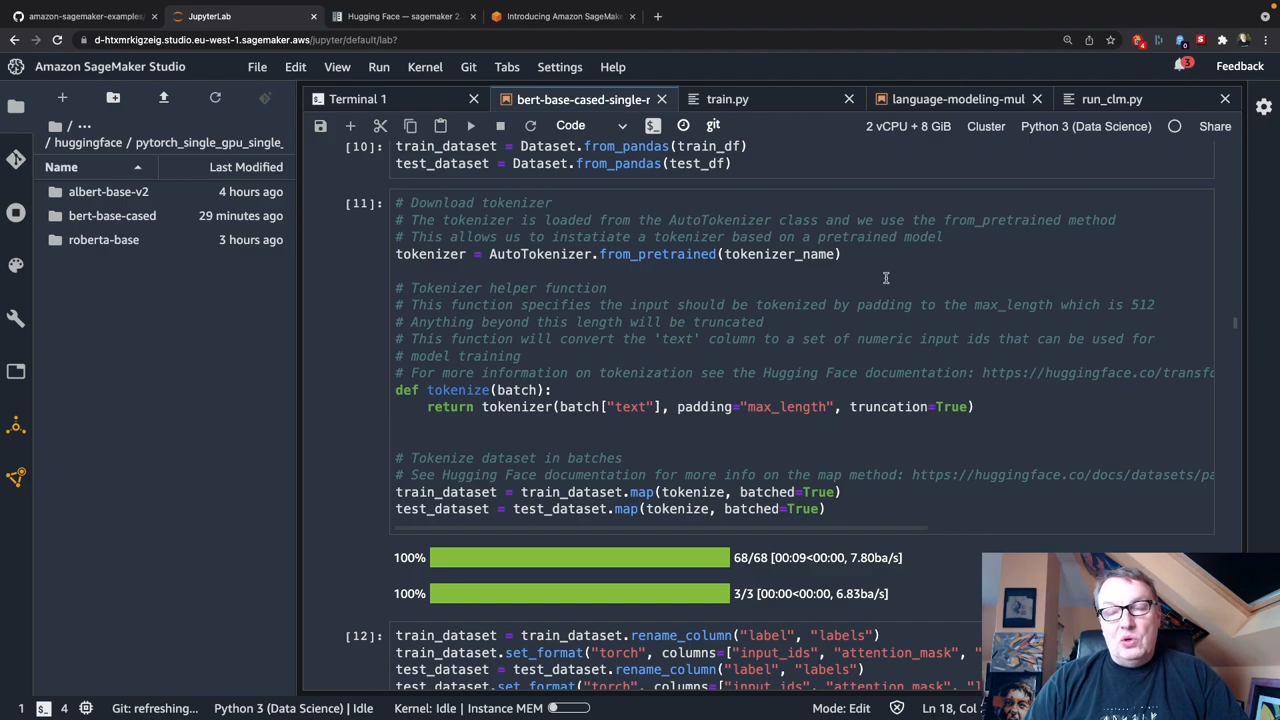 amazon-sagemaker-examples/
JupyterLab
Hugging Face — sagemaker 2.
Introducing Amazon SageMake
d-htxmrkigzeig.studio.eu-west-1.sagemaker.aws/jupyter/default/lab?
Amazon SageMaker Studio
File Edit View Run Kernel Git Tabs Settings Help
3
Feedback
Terminal 1
bert-base-cased-single-r
train.py
language-modeling-mul
run_clm.py
Code
git
2 vCPU + 8 GiB
Cluster
Python 3 (Data Science)
Share
/ ...
/ huggingface / pytorch_single_gpu_single_
Name
Last Modified
albert-base-v2 4 hours ago
bert-base-cased 29 minutes ago
roberta-base 3 hours ago
[10]: train_dataset = Dataset.from_pandas(train_df)
test_dataset = Dataset.from_pandas(test_df)
[11]: # Download tokenizer
# The tokenizer is loaded from the AutoTokenizer class and we use the from_pretrained method
# This allows us to instatiate a tokenizer based on a pretrained model
tokenizer = AutoTokenizer.from_pretrained(tokenizer_name)
# Tokenizer helper function
# This function specifies the input should be tokenized by padding to the max_length which is 512
# Anything beyond this length will be truncated
# This function will convert the 'text' column to a set of numeric input ids that can be used for
# model training
# For more information on tokenization see the Hugging Face documentation: https://huggingface.co/transfo
def tokenize(batch):
return tokenizer(batch["text"], padding="max_length", truncation=True)
# Tokenize dataset in batches
# See Hugging Face documentation for more info on the map method: https://huggingface.co/docs/datasets/pa
train_dataset = train_dataset.map(tokenize, batched=True)
test_dataset = test_dataset.map(tokenize, batched=True)
100% 68/68 [00:09<00:00, 7.80ba/s]
100% 3/3 [00:00<00:00, 6.83ba/s]
[12]: train_dataset = train_dataset.rename_column("label", "labels")
train_dataset.set_format("torch", columns=["input_ids", "attention_mask", "
test_dataset = test_dataset.rename_column("label", "labels")
test_dataset.set_format("torch", columns=["input_ids", "attention_mask", "l
1
4
Git: refreshing...
Python 3 (Data Science) | Idle
Kernel: Idle | Instance MEM
Mode: Edit
Ln 18, Col